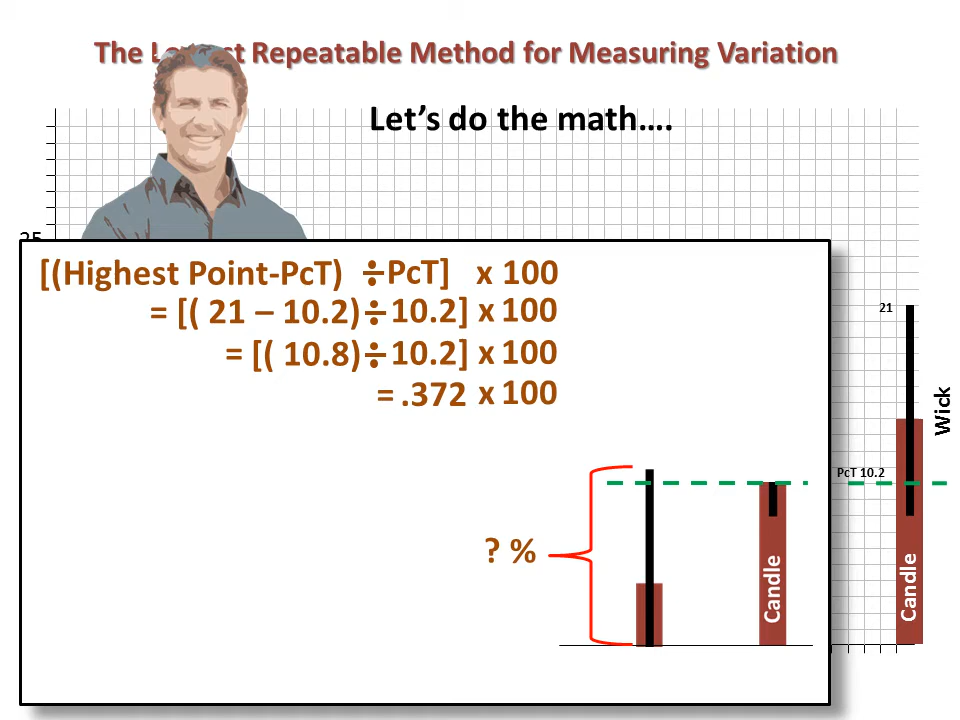 The Lowest Repeatable Method for Measuring Variation
Let's do the math....
25
[(Highest Point-PcT) ÷ PcT] x 100
= [( 21 – 10.2) ÷ 10.2] x 100
= [( 10.8) ÷ 10.2] x 100
= .372 x 100
21
Wick
PcT 10.2
? %
Candle
Candle